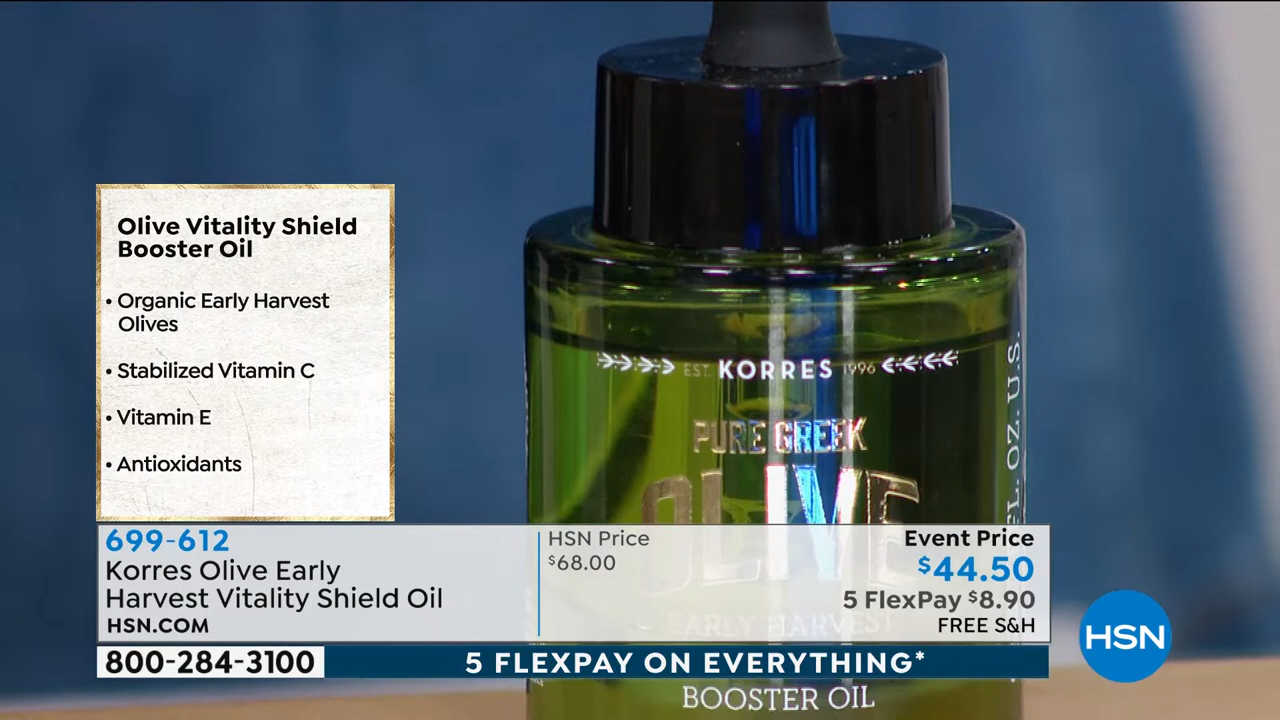 Olive Vitality Shield
Booster Oil
• Organic Early Harvest
Olives
• Stabilized Vitamin C
• Vitamin E
• Antioxidants
EST. KORRES 1996
PURE GREEK
OLIVE
EARLY HARVEST
BOOSTER OIL
FL. OZ. U.S.
699-612
Korres Olive Early
Harvest Vitality Shield Oil
HSN.COM
HSN Price
$68.00
Event Price
$44.50
5 FlexPay $8.90
FREE S&H
800-284-3100
5 FLEXPAY ON EVERYTHING*
HSN